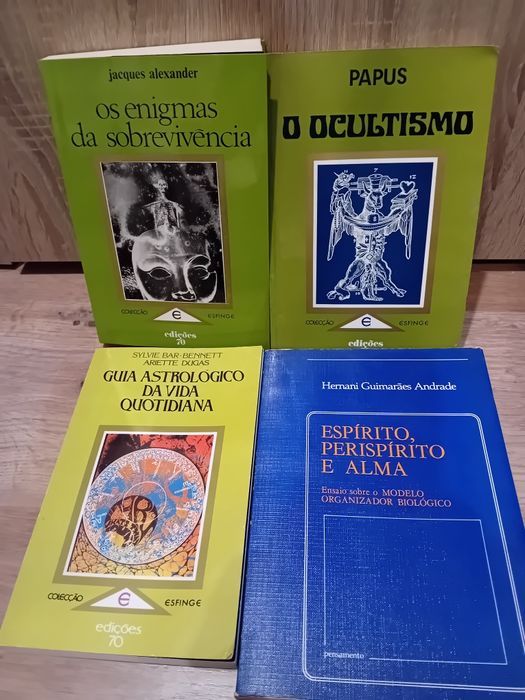 jacques alexander
os enigmas
da sobrevivência
COLECÇÃO
e
ESFINGE
edições
70
PAPUS
O OCULTISMO
7
12
COLECÇÃO
e
ESFINGE
edições
SYLVIE BAR-BENNETT
ARIETTE DUGAS
GUIA ASTROLÓGICO
DA VIDA
QUOTIDIANA
COLECÇÃO
e
ESFINGE
edições
70
Hernani Guimarães Andrade
ESPÍRITO,
PERISPÍRITO
E ALMA
Ensaio sobre o MODELO
ORGANIZADOR BIOLÓGICO
pensamento